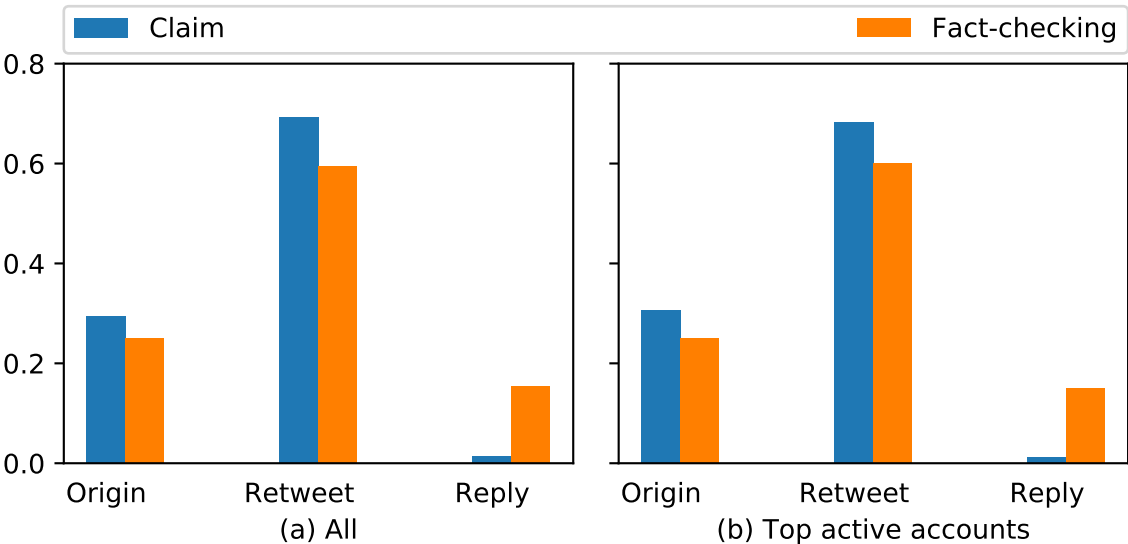 Claim Fact-checking
0.8
0.6
0.4
0.2
0.0
Origin Retweet Reply
(a) All
Origin Retweet Reply
(b) Top active accounts